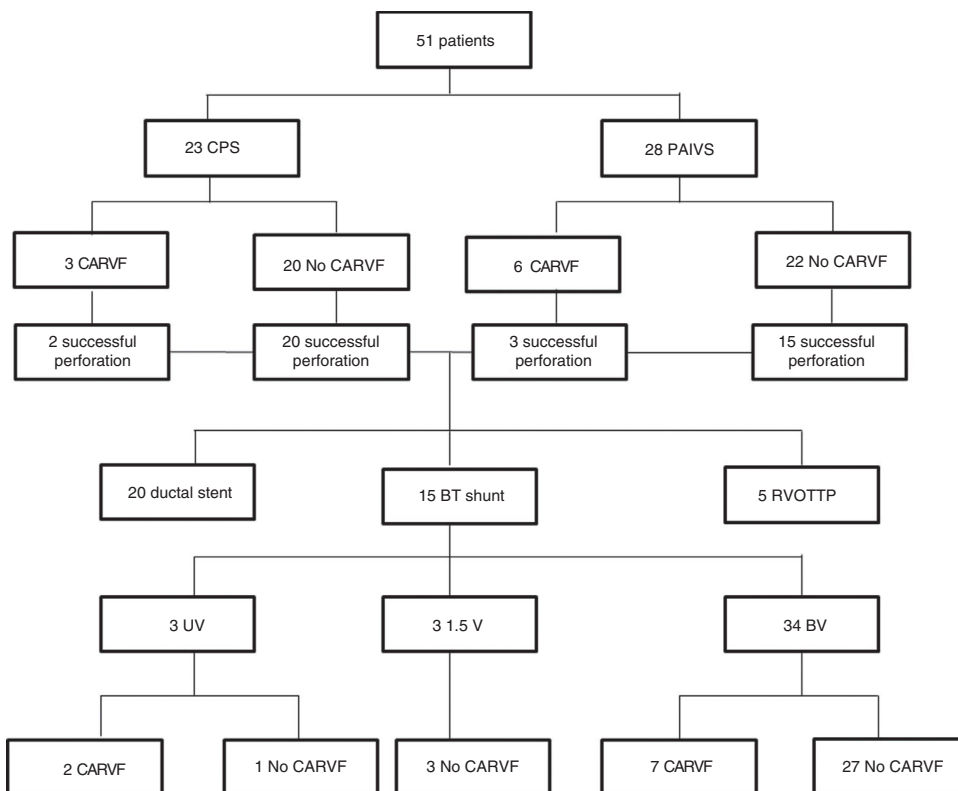 51 patients
23 CPS
28 PAIVS
3 CARVF
20 No CARVF
6 CARVF
22 No CARVF
2 successful
perforation
20 successful
perforation
3 successful
perforation
15 successful
perforation
20 ductal stent
15 BT shunt
5 RVOTTP
3 UV
3 1.5 V
34 BV
2 CARVF
1 No CARVF
3 No CARVF
7 CARVF
27 No CARVF